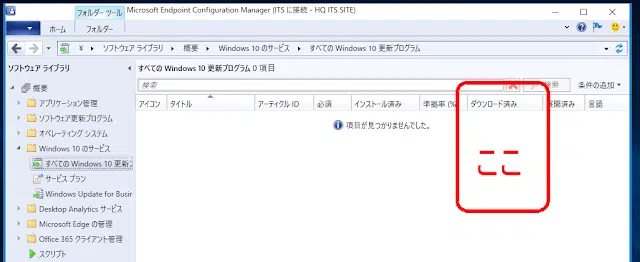 フォルダー ツール
Microsoft Endpoint Configuration Manager (ITS に接続 - HQ ITS SITE)
ホーム
フォルダー
¥ ▸ ソフトウェア ライブラリ ▸ 概要 ▸ Windows 10 のサービス ▸ すべての Windows 10 更新プログラム
ソフトウェア ライブラリ
すべての Windows 10 更新プログラム 0 項目
検索
検索
条件の追加
アイコン タイトル アーティクル ID 必須 インストール済み 準拠率 (% ダウンロード済み 展開済み 言語
項目が見つかりませんでした。
ここ
概要
アプリケーション管理
ソフトウェア更新プログラム
オペレーティング システム
Windows 10 のサービス
すべての Windows 10 更新プ
サービス プラン
Windows Update for Busin
Desktop Analytics サービス
Microsoft Edge の管理
Office 365 クライアント管理
スクリプト